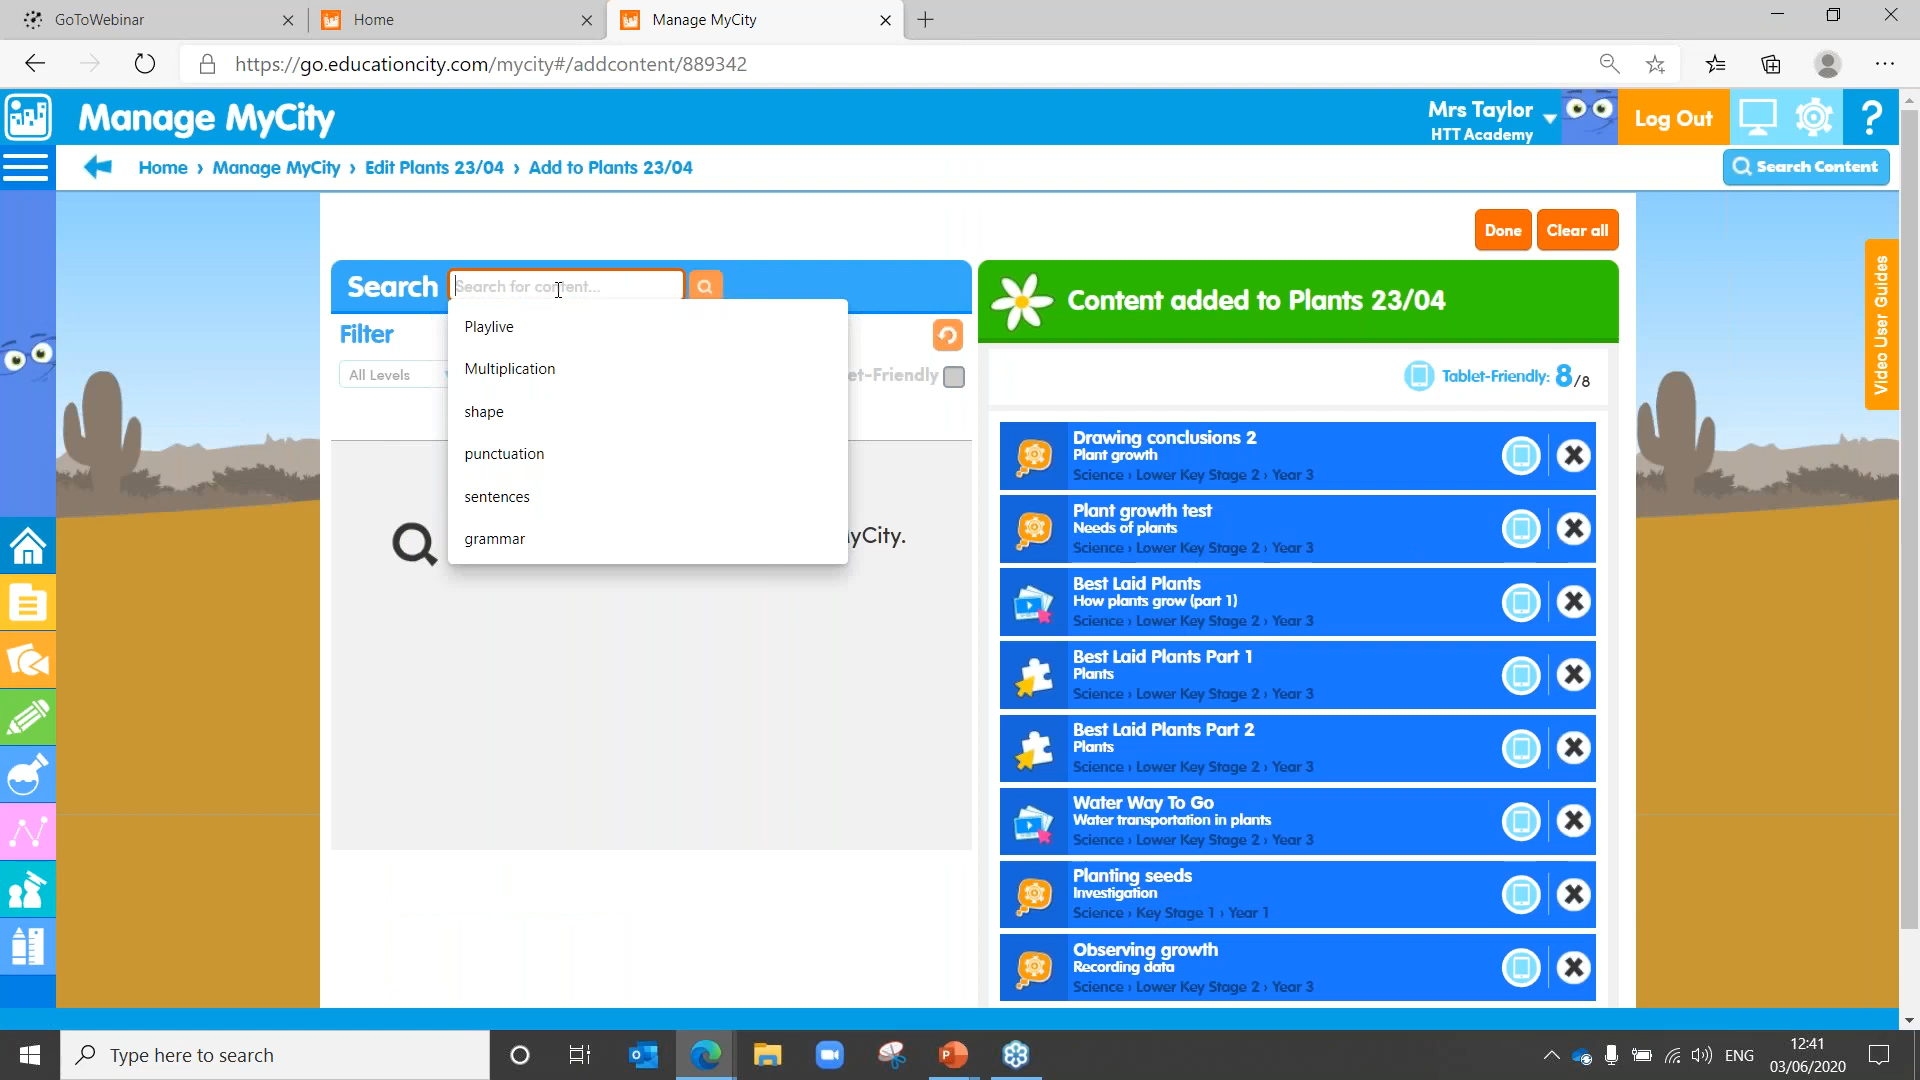 GoToWebinar
Home
Manage MyCity
https://go.educationcity.com/mycity#/addcontent/889342
Manage MyCity
Mrs Taylor
HTT Academy
Log Out
?
Home › Manage MyCity › Edit Plants 23/04 › Add to Plants 23/04
Search Content
Done
Clear all
Search
Search for content...
Filter
All Levels
et-Friendly
Playlive
Multiplication
shape
punctuation
sentences
grammar
yCity.
Content added to Plants 23/04
Tablet-Friendly: 8/8
Drawing conclusions 2
Plant growth
Science › Lower Key Stage 2 › Year 3
Plant growth test
Needs of plants
Science › Lower Key Stage 2 › Year 3
Best Laid Plants
How plants grow (part 1)
Science › Lower Key Stage 2 › Year 3
Best Laid Plants Part 1
Plants
Science › Lower Key Stage 2 › Year 3
Best Laid Plants Part 2
Plants
Science › Lower Key Stage 2 › Year 3
Water Way To Go
Water transportation in plants
Science › Lower Key Stage 2 › Year 3
Planting seeds
Investigation
Science › Key Stage 1 › Year 1
Observing growth
Recording data
Science › Lower Key Stage 2 › Year 3
Video User Guides
Type here to search
ENG
12:41
03/06/2020